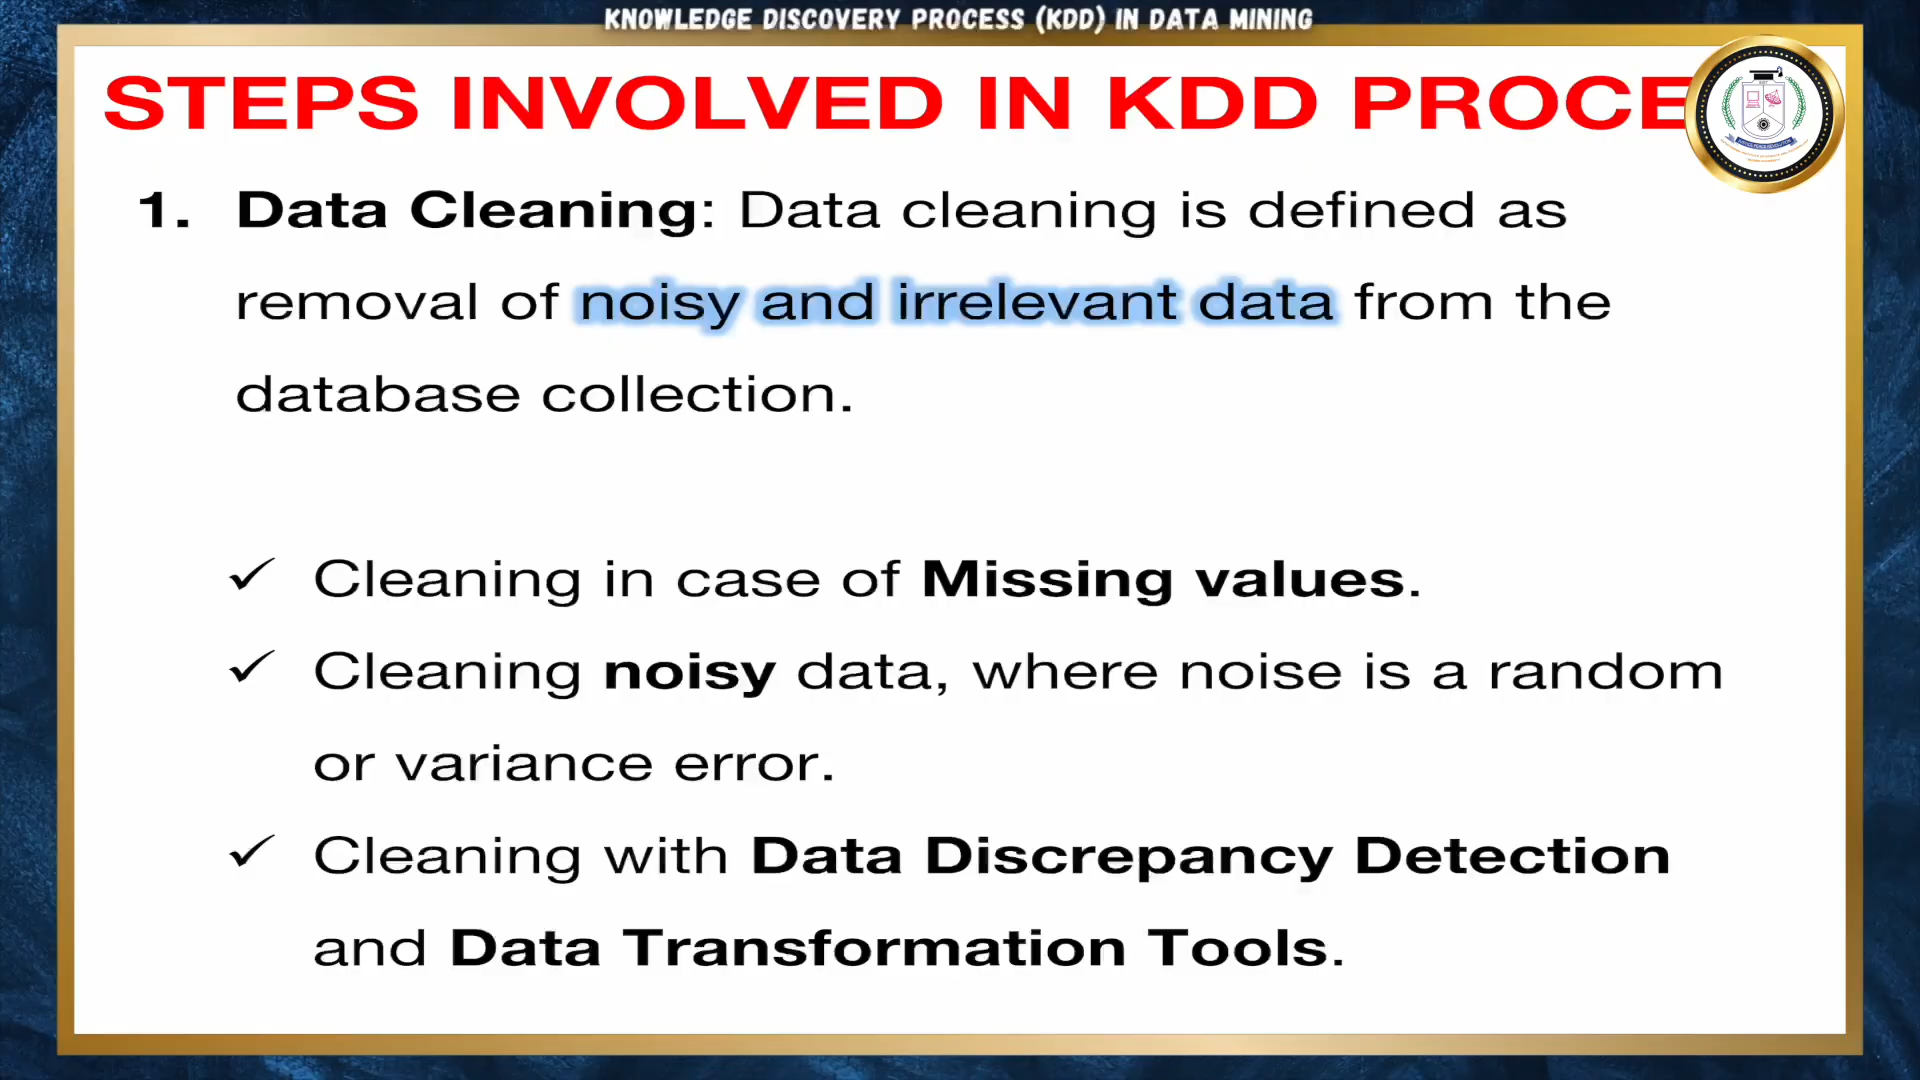 KNOWLEDGE DISCOVERY PROCESS (KDD) IN DATA MINING
STEPS INVOLVED IN KDD PROCE
1. Data Cleaning: Data cleaning is defined as
removal of noisy and irrelevant data from the
database collection.
✓ Cleaning in case of Missing values.
✓ Cleaning noisy data, where noise is a random
or variance error.
✓ Cleaning with Data Discrepancy Detection
and Data Transformation Tools.